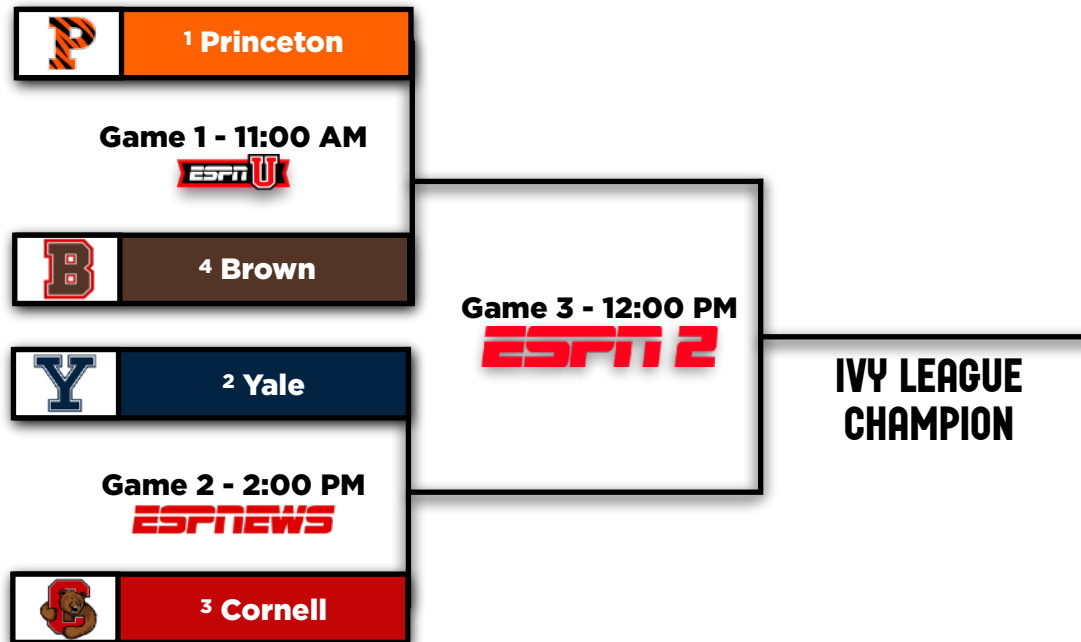 P
1 Princeton
Game 1 - 11:00 AM
ESPN U
B
4 Brown
Game 3 - 12:00 PM
ESPN 2
Y
2 Yale
IVY LEAGUE
CHAMPION
Game 2 - 2:00 PM
ESPNEWS
C
3 Cornell